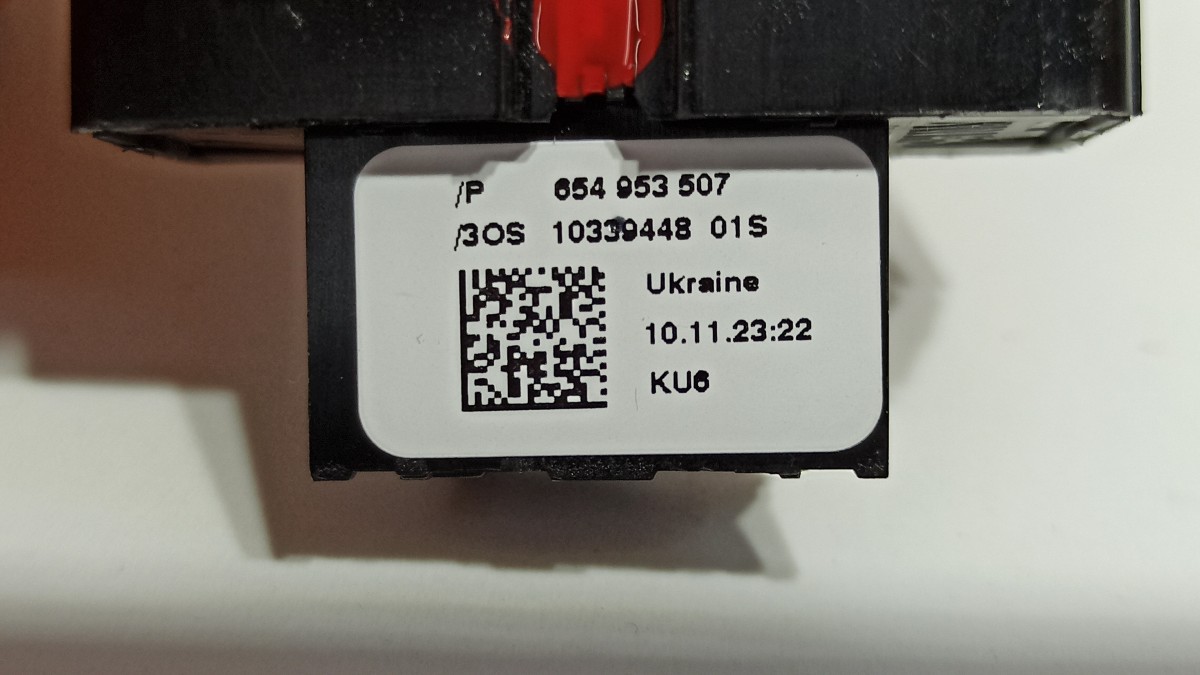 /P 654 953 507
/3OS 10339448 01S
Ukraine
10.11.23:22
KU6